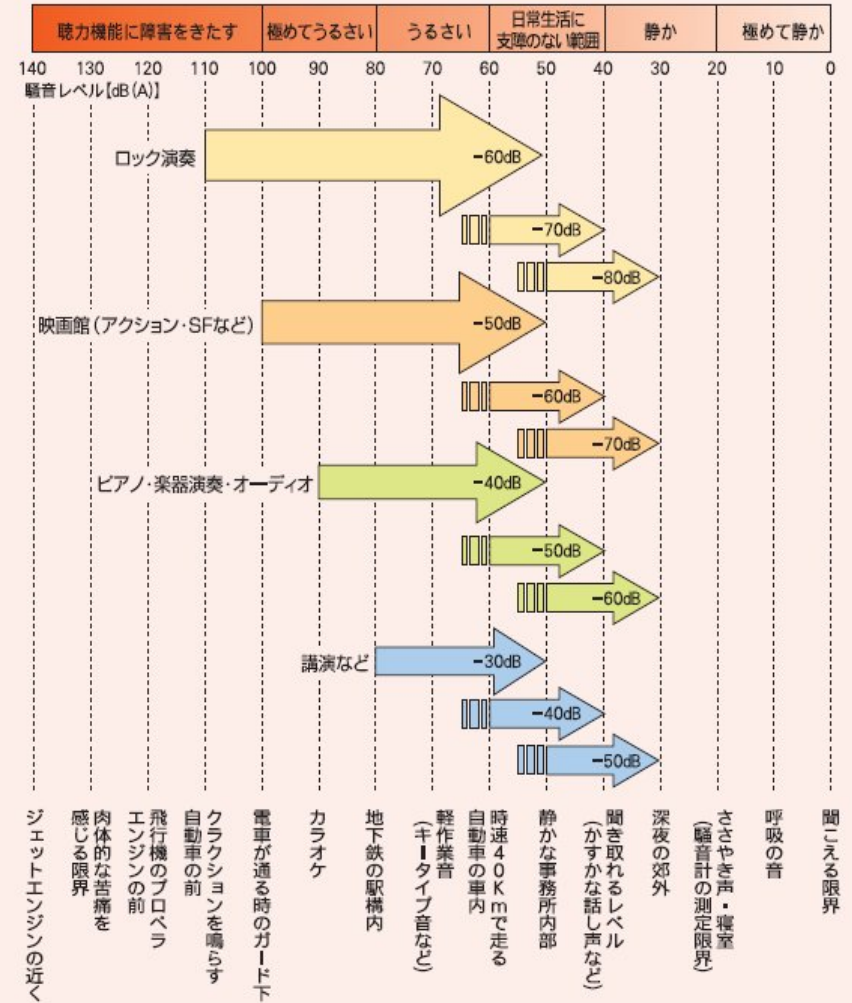 聴力機能に障害をきたす
極めてうるさい
うるさい
日常生活に
支障のない範囲
静か
極めて静か
140 130 120 110 100 90 80 70 60 50 40 30 20 10 0
騒音レベル【dB(A)】
ロック演奏
−60dB
−70dB
−80dB
映画館(アクション・SFなど)
−50dB
−60dB
−70dB
ピアノ・楽器演奏・オーディオ
−40dB
−50dB
−60dB
講演など
−30dB
−40dB
−50dB
ジェットエンジンの近く
肉体的な苦痛を
感じる限界
飛行機のプロペラ
エンジンの前
クラクションを鳴らす
自動車の前
電車が通る時のガード下
カラオケ
地下鉄の駅構内
軽作業音
(キータイプ音など)
時速40Kmで走る
自動車の車内
静かな事務所内部
聞き取れるレベル
(かすかな話し声など)
深夜の郊外
ささやき声・寝室
(騒音計の測定限界)
呼吸の音
聞こえる限界